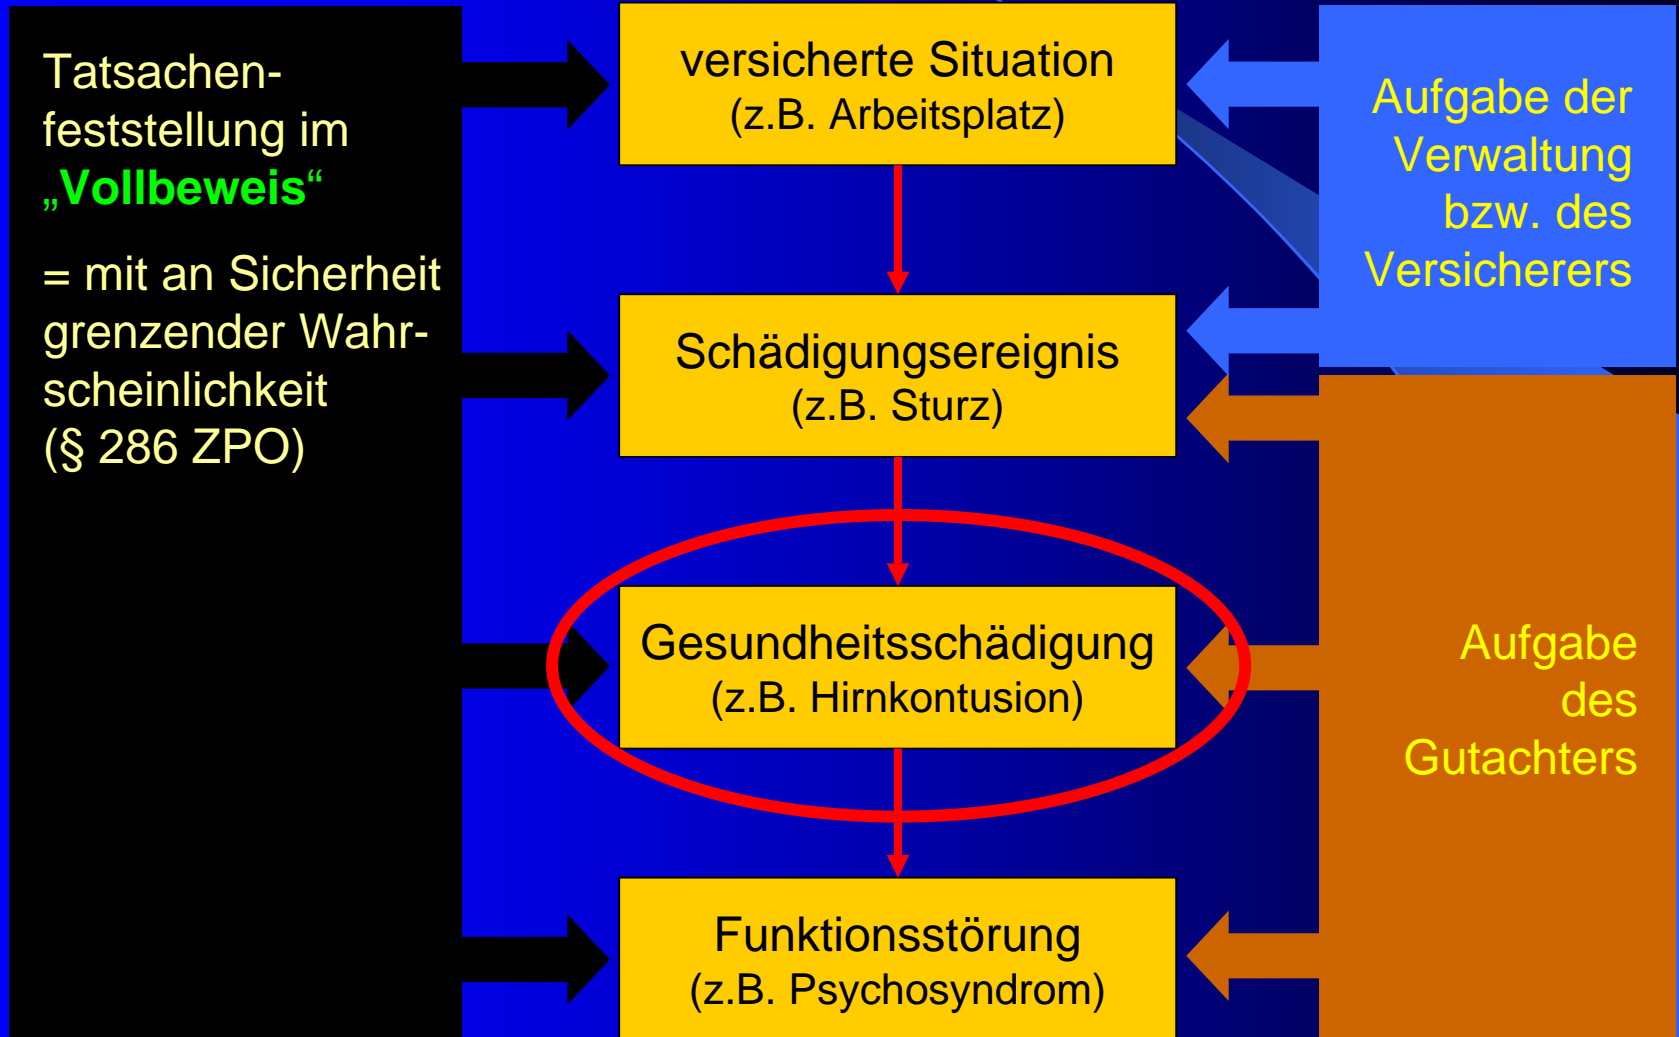 Tatsachen-
feststellung im
„Vollbeweis“
= mit an Sicherheit
grenzender Wahr-
scheinlichkeit
(§ 286 ZPO)
versicherte Situation
(z.B. Arbeitsplatz)
Schädigungsereignis
(z.B. Sturz)
Gesundheitsschädigung
(z.B. Hirnkontusion)
Funktionsstörung
(z.B. Psychosyndrom)
Aufgabe der
Verwaltung
bzw. des
Versicherers
Aufgabe
des
Gutachters